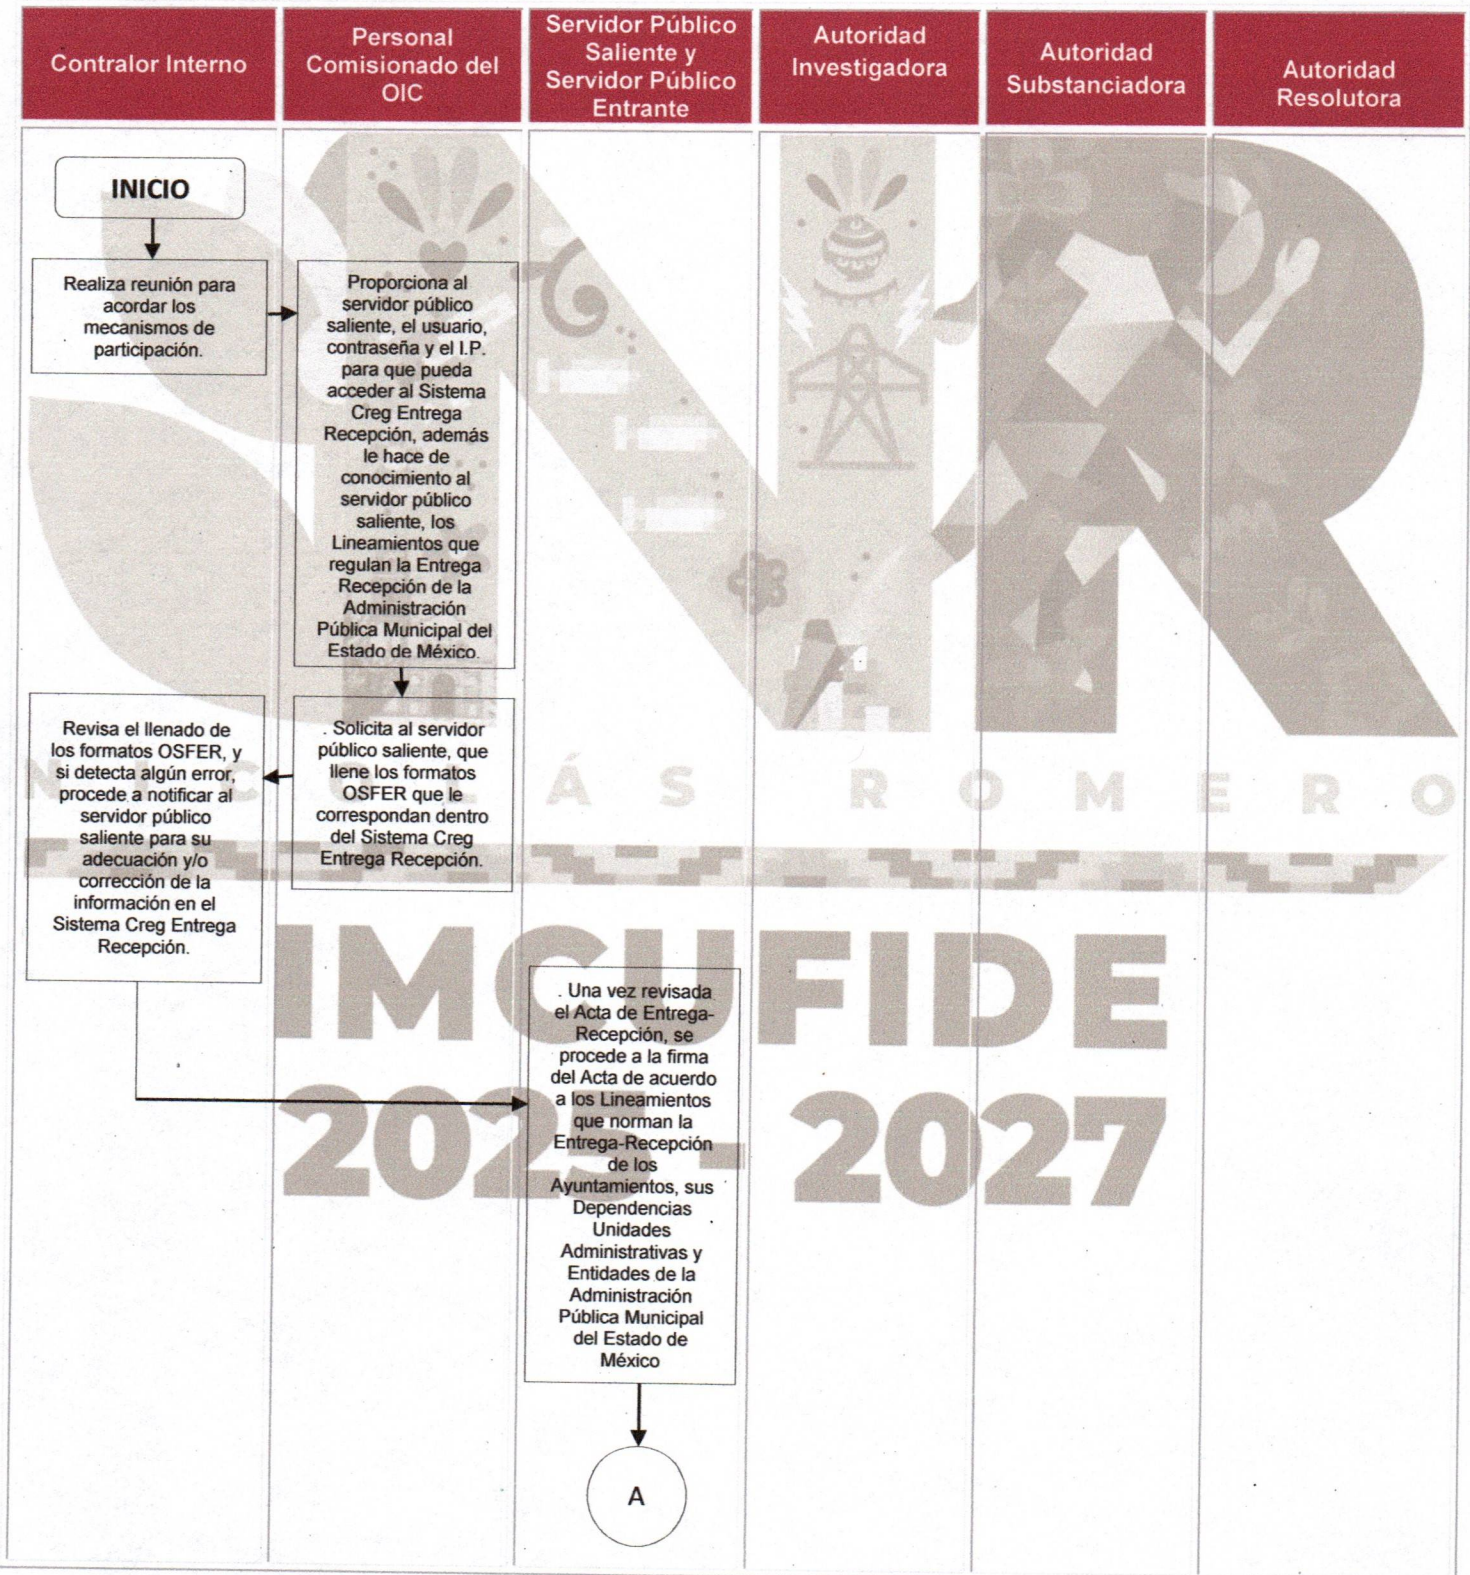 Contralor Interno
Personal
Comisionado del
OIC
Servidor Público
Saliente y
Servidor Público
Entrante
Autoridad
Investigadora
Autoridad
Substanciadora
Autoridad
Resolutora
INICIO
Realiza reunión para
acordar los
mecanismos de
participación.
Proporciona al
servidor público
saliente, el usuario,
contraseña y el I.P.
para que pueda
acceder al Sistema
Creg Entrega
Recepción, además
le hace de
conocimiento al
servidor público
saliente, los
Lineamientos que
regulan la Entrega
Recepción de la
Administración
Pública Municipal del
Estado de México.
. Solicita al servidor
público saliente, que
llene los formatos
OSFER que le
correspondan dentro
del Sistema Creg
Entrega Recepción.
Revisa el llenado de
los formatos OSFER, y
si detecta algún error,
procede a notificar al
servidor público
saliente para su
adecuación y/o
corrección de la
información en el
Sistema Creg Entrega
Recepción.
. Una vez revisada
el Acta de Entrega-
Recepción, se
procede a la firma
del Acta de acuerdo
a los Lineamientos
que norman la
Entrega-Recepción
de los
Ayuntamientos, sus
Dependencias
Unidades
Administrativas y
Entidades de la
Administración
Pública Municipal
del Estado de
México
A
SNR
NICOLÁS ROMERO
IMCUFIDE
2025 - 2027